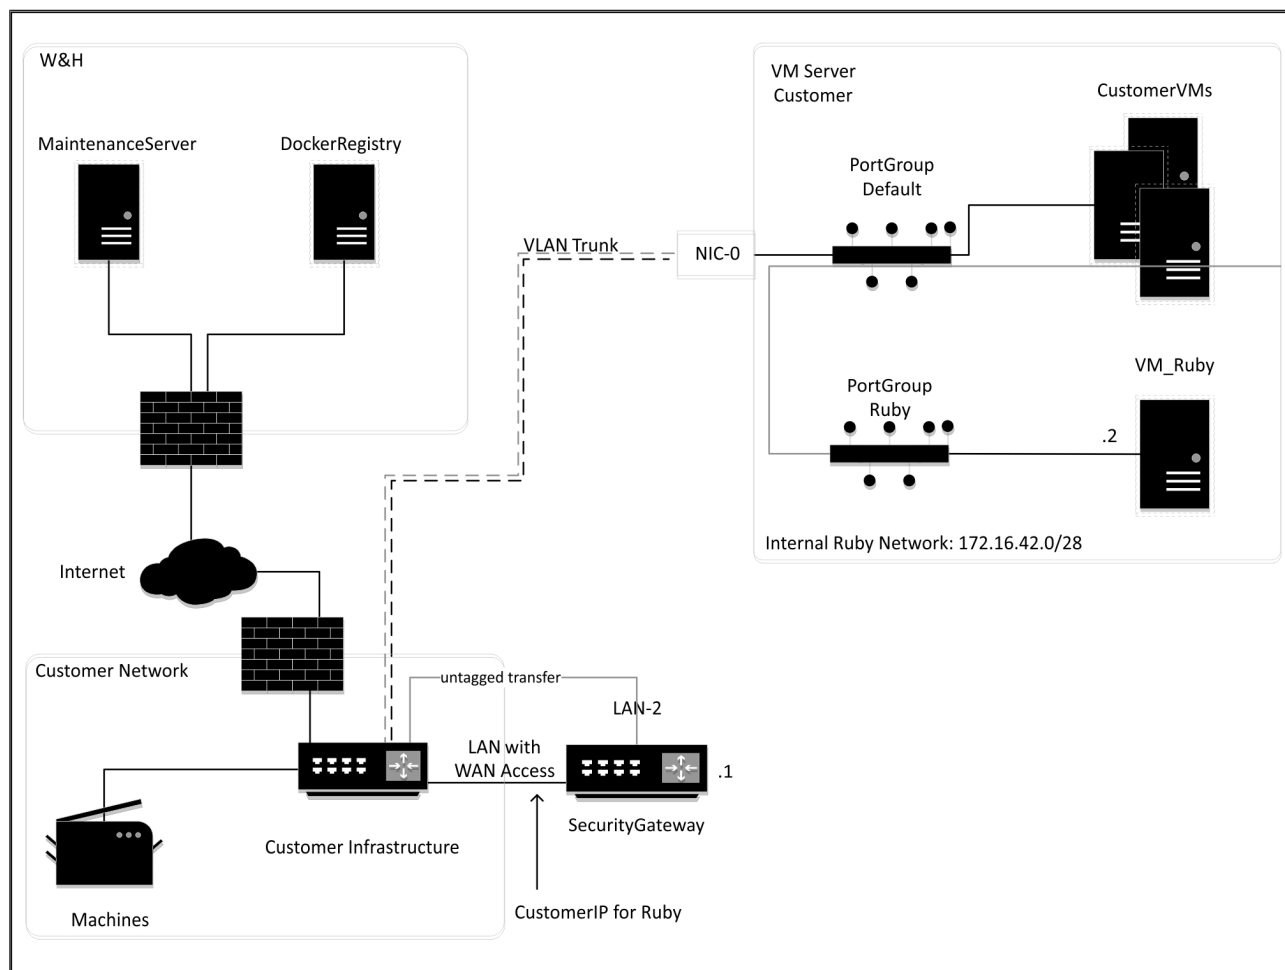 W&H
MaintenanceServer
DockerRegistry
VLAN Trunk
VM Server
Customer
CustomerVMs
PortGroup
Default
NIC-0
PortGroup
Ruby
VM_Ruby
.2
Internal Ruby Network: 172.16.42.0/28
Internet
Customer Network
untagged transfer
LAN-2
LAN with
WAN Access
.1
SecurityGateway
Customer Infrastructure
CustomerIP for Ruby
Machines